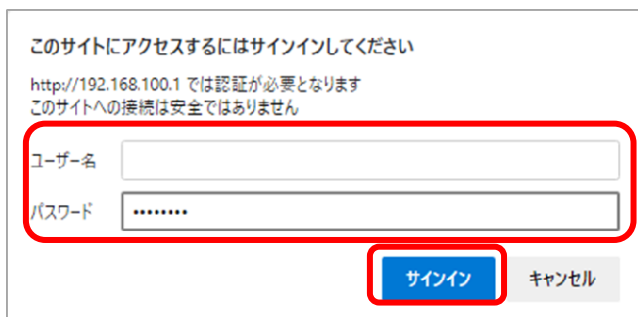 このサイトにアクセスするにはサインインしてください
http://192.168.100.1 では認証が必要となります
このサイトへの接続は安全ではありません
ユーザー名
パスワード ••••••••
サインイン キャンセル